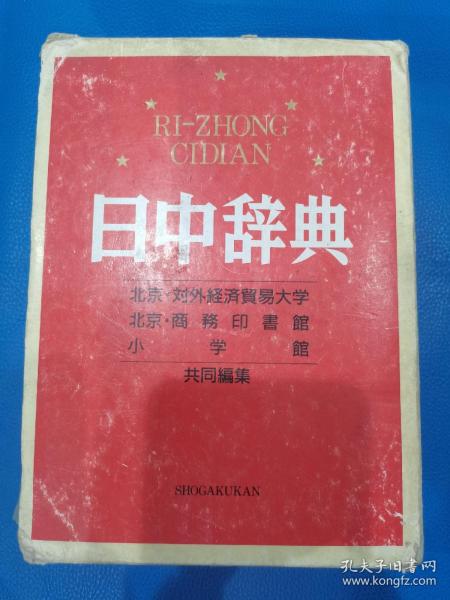 RI-ZHONG
CIDIAN
日中辞典
北京・対外経済貿易大学
北京・商務印書館
小学館
共同編集
SHOGAKUKAN
孔夫子旧书网
www.kongfz.com